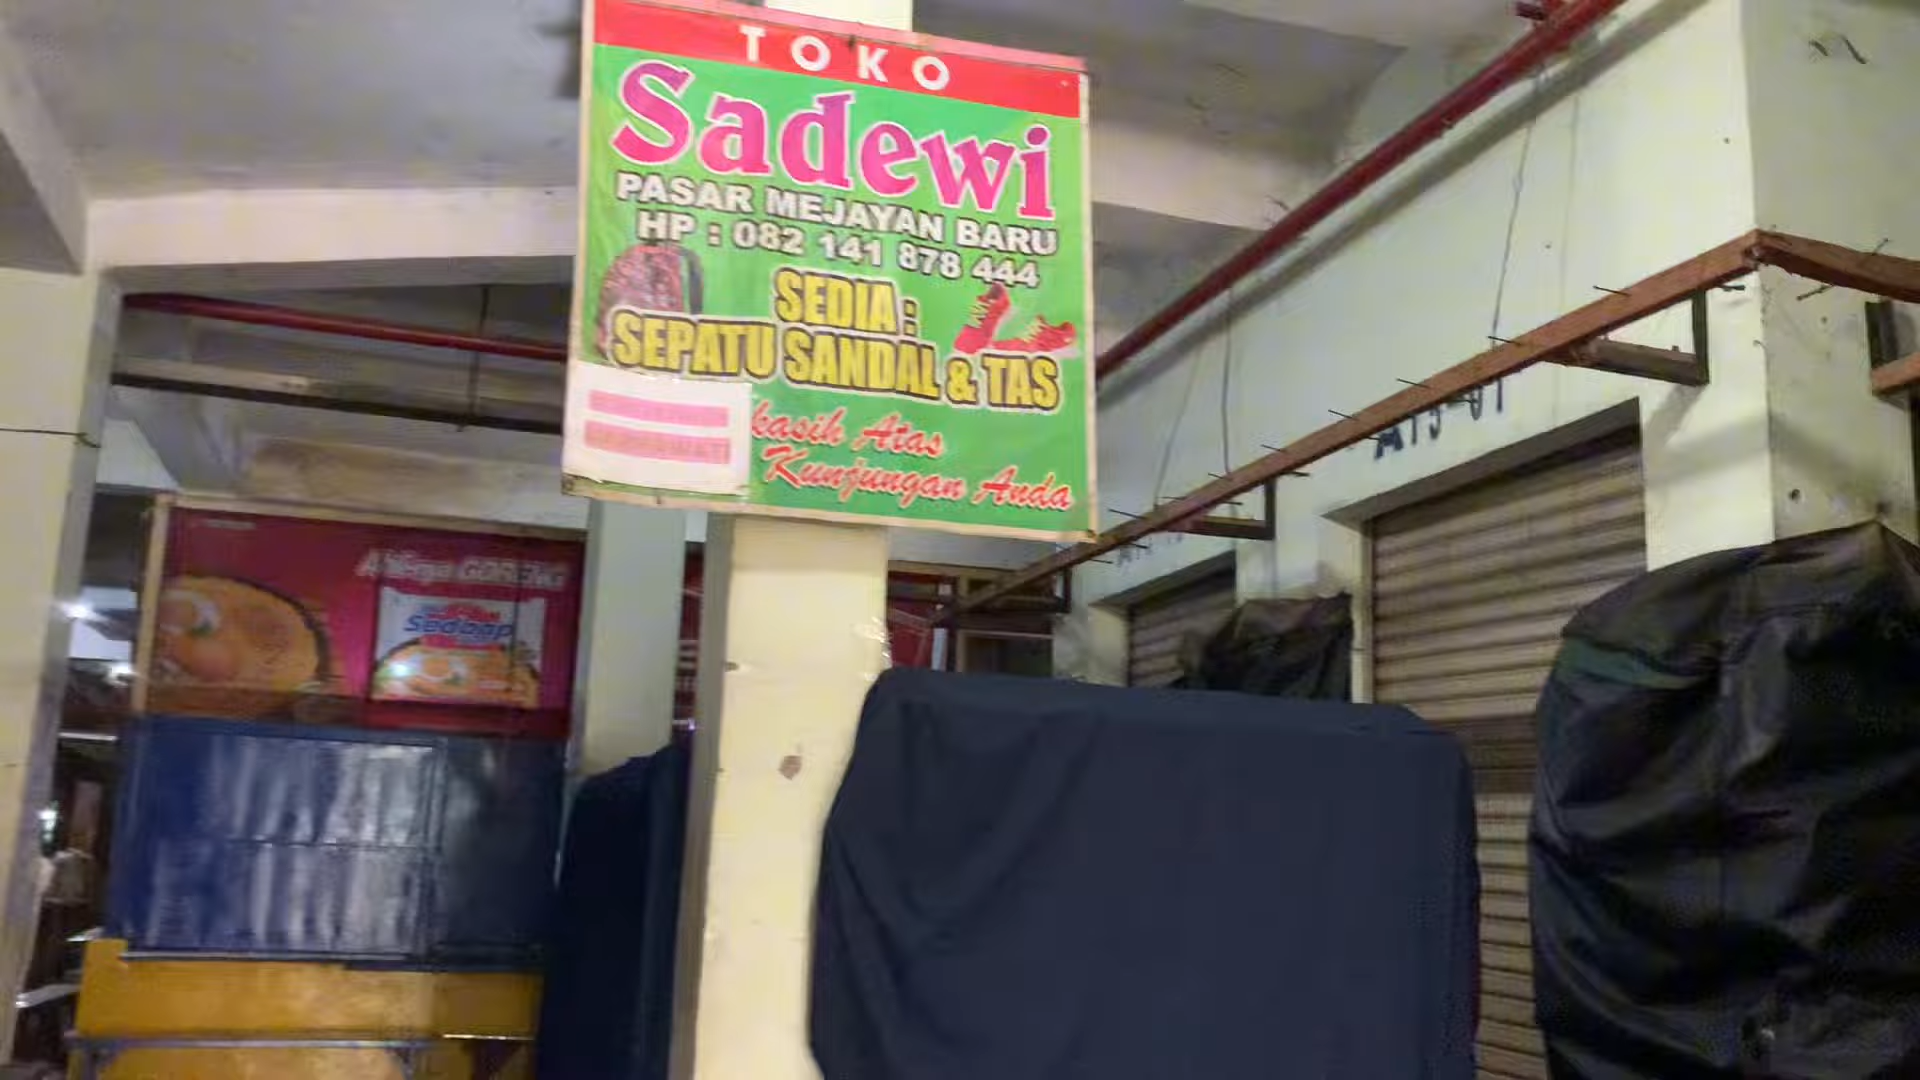 TOKO
Sadewi
PASAR MEJAYAN BARU
HP : 082 141 878 444
SEDIA :
SEPATU SANDAL & TAS
kasih Atas
Kunjungan Anda
GORENG
Sedaap